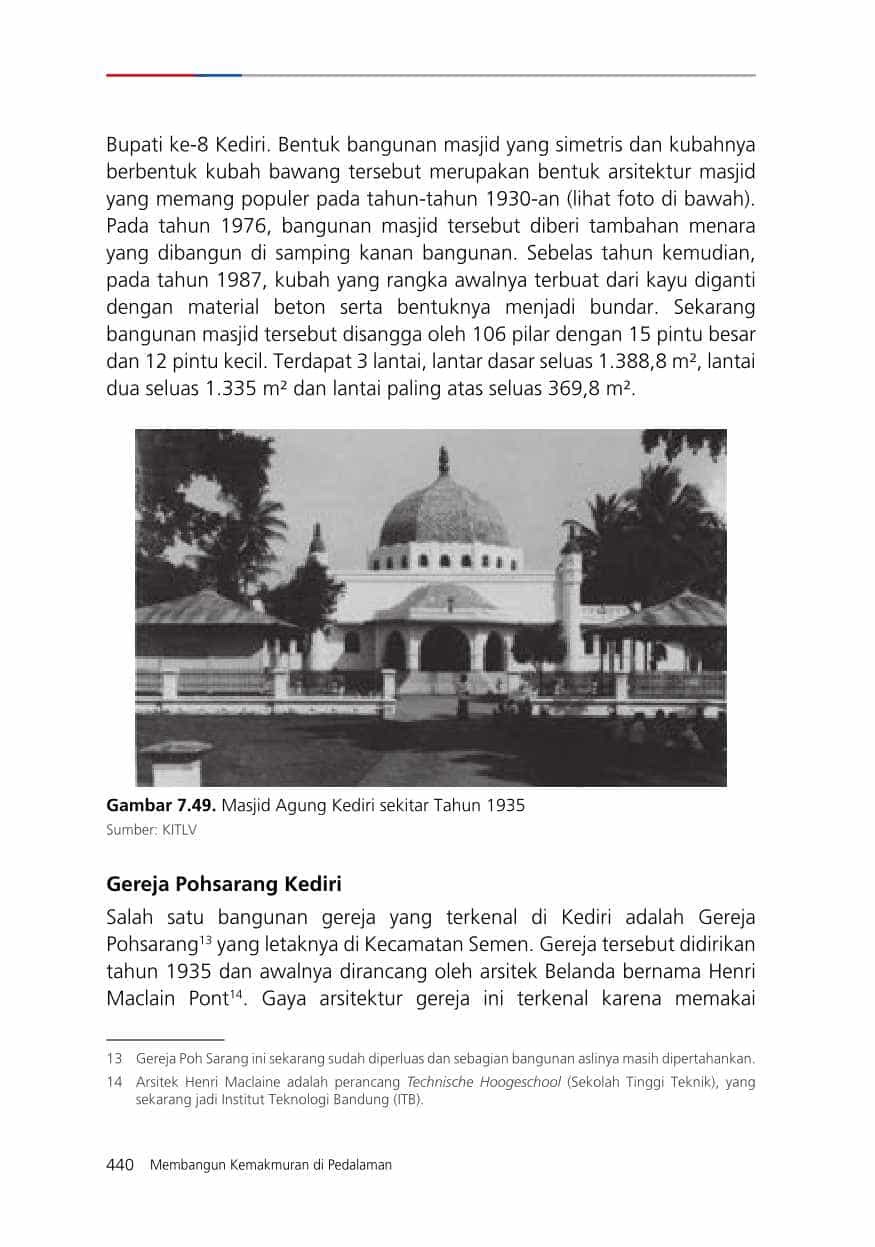 Bupati ke-8 Kediri. Bentuk bangunan masjid yang simetris dan kubahnya
berbentuk kubah bawang tersebut merupakan bentuk arsitektur masjid
yang memang populer pada tahun-tahun 1930-an (lihat foto di bawah).
Pada tahun 1976, bangunan masjid tersebut diberi tambahan menara
yang dibangun di samping kanan bangunan. Sebelas tahun kemudian,
pada tahun 1987, kubah yang rangka awalnya terbuat dari kayu diganti
dengan material beton serta bentuknya menjadi bundar. Sekarang
bangunan masjid tersebut disangga oleh 106 pilar dengan 15 pintu besar
dan 12 pintu kecil. Terdapat 3 lantai, lantar dasar seluas 1.388,8 m², lantai
dua seluas 1.335 m² dan lantai paling atas seluas 369,8 m².
Gambar 7.49. Masjid Agung Kediri sekitar Tahun 1935
Sumber: KITLV
Gereja Pohsarang Kediri
Salah satu bangunan gereja yang terkenal di Kediri adalah Gereja
Pohsarang¹³ yang letaknya di Kecamatan Semen. Gereja tersebut didirikan
tahun 1935 dan awalnya dirancang oleh arsitek Belanda bernama Henri
Maclain Pont¹⁴. Gaya arsitektur gereja ini terkenal karena memakai
13 Gereja Poh Sarang ini sekarang sudah diperluas dan sebagian bangunan aslinya masih dipertahankan.
14 Arsitek Henri Maclaine adalah perancang Technische Hoogeschool (Sekolah Tinggi Teknik), yang
sekarang jadi Institut Teknologi Bandung (ITB).
440 Membangun Kemakmuran di Pedalaman